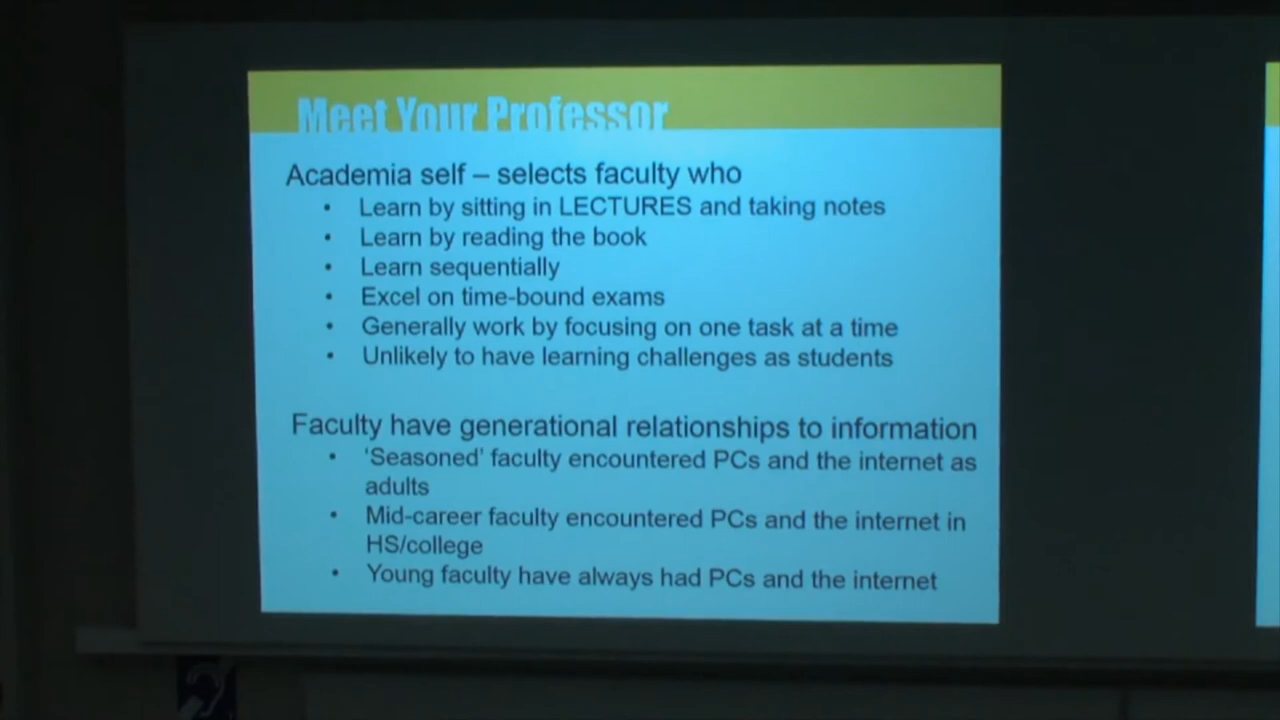 Meet Your Professor
Academia self – selects faculty who
• Learn by sitting in LECTURES and taking notes
• Learn by reading the book
• Learn sequentially
• Excel on time-bound exams
• Generally work by focusing on one task at a time
• Unlikely to have learning challenges as students
Faculty have generational relationships to information
• 'Seasoned' faculty encountered PCs and the internet as
adults
• Mid-career faculty encountered PCs and the internet in
HS/college
• Young faculty have always had PCs and the internet